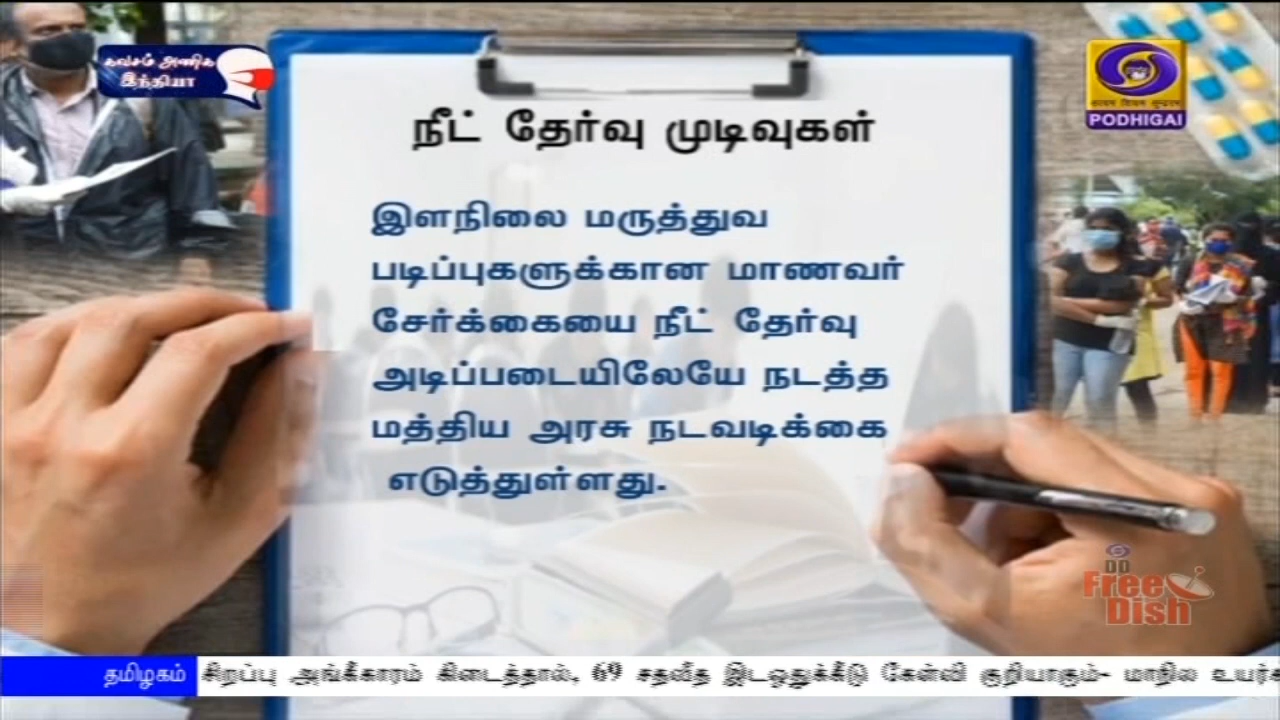 கவசம் அணிக
இந்தியா
PODHIGAI
நீட் தேர்வு முடிவுகள்
இளநிலை மருத்துவ
படிப்புகளுக்கான மாணவர்
சேர்க்கையை நீட் தேர்வு
அடிப்படையிலேயே நடத்த
மத்திய அரசு நடவடிக்கை
எடுத்துள்ளது.
DD
Free
Dish
தமிழகம் சிறப்பு அங்கீகாரம் கிடைத்தால், 69 சதவீத இடஒதுக்கீடு கேள்வி குறியாகும்- மாநில